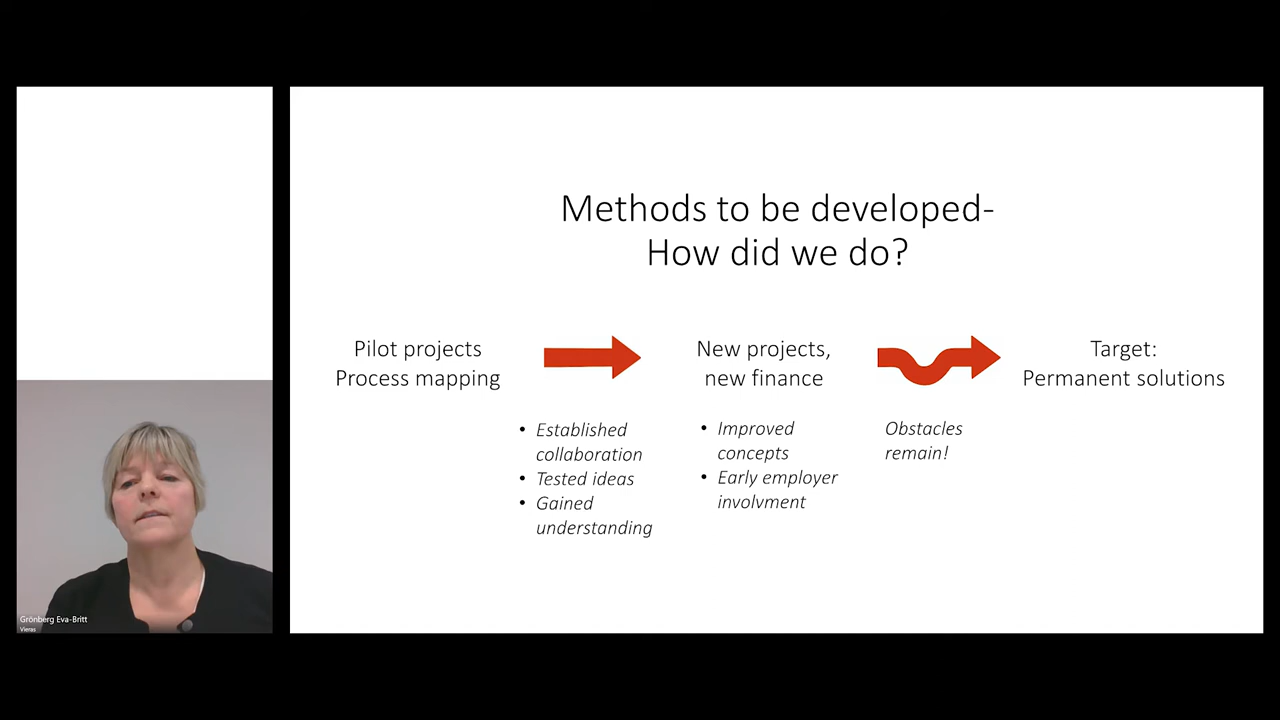 Methods to be developed-
How did we do?
Pilot projects
Process mapping
New projects,
new finance
Target:
Permanent solutions
• Established
collaboration
• Tested ideas
• Gained
understanding
• Improved
concepts
• Early employer
involvment
Obstacles
remain!
Grönberg Eva-Britt
Vieras